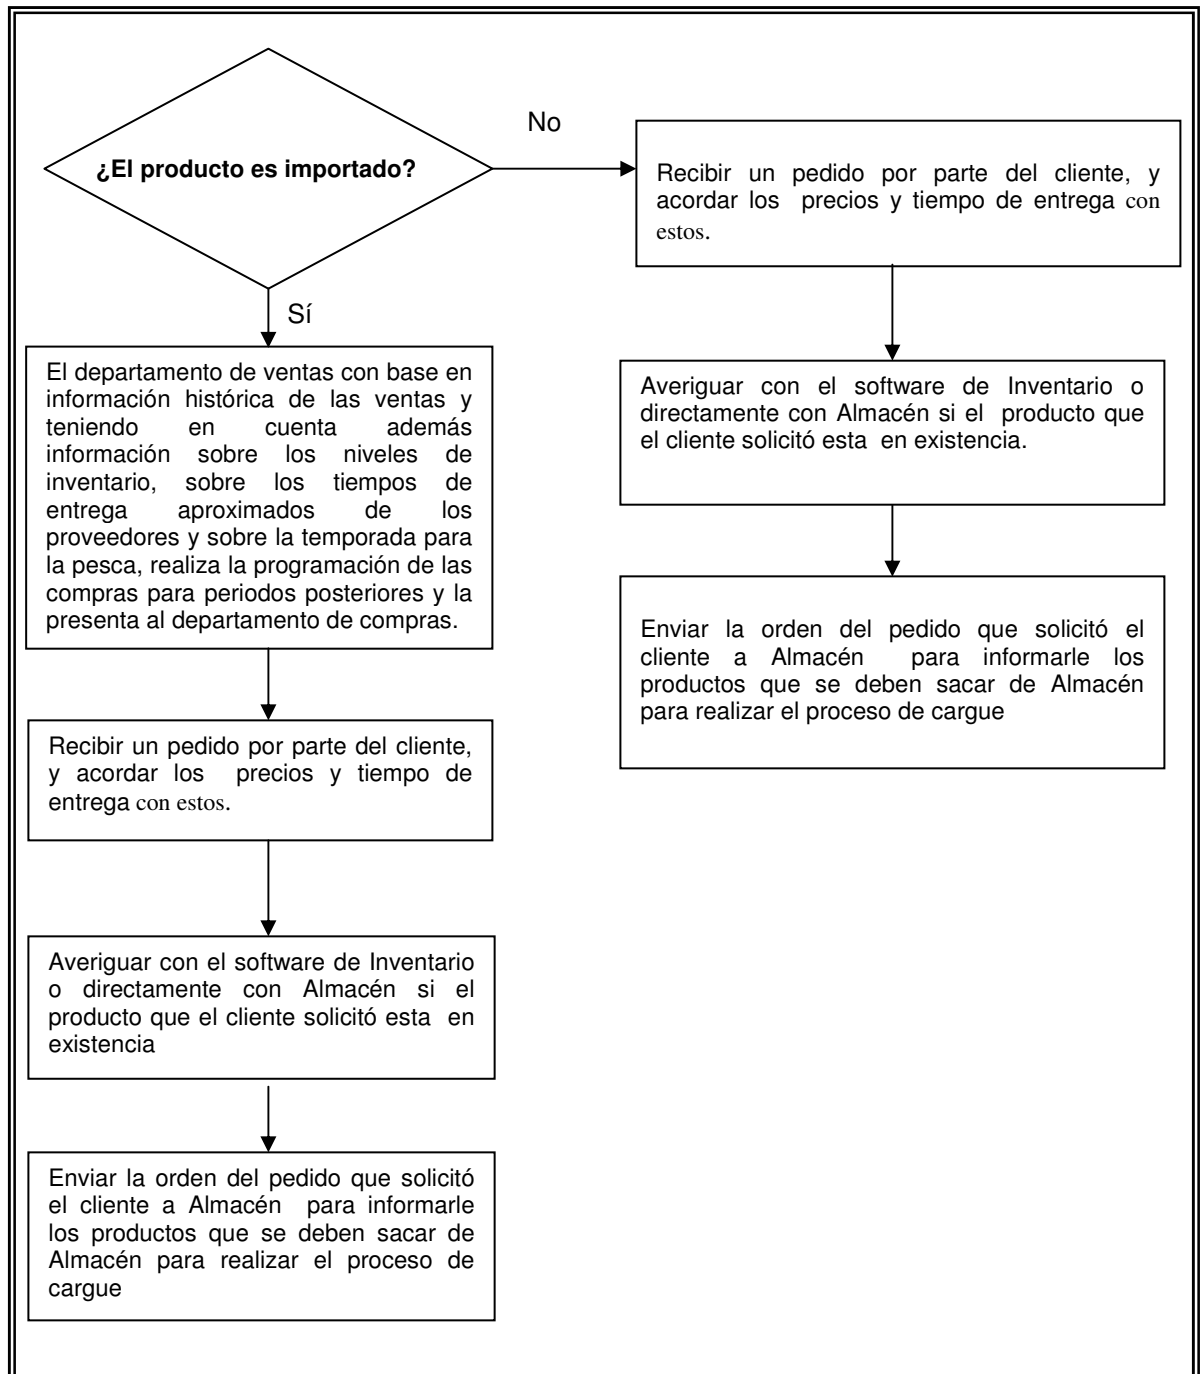 ¿El producto es importado?
No
Recibir un pedido por parte del cliente, y
acordar los precios y tiempo de entrega con
estos.
Sí
El departamento de ventas con base en
información histórica de las ventas y
teniendo en cuenta además
información sobre los niveles de
inventario, sobre los tiempos de
entrega aproximados de los
proveedores y sobre la temporada para
la pesca, realiza la programación de las
compras para periodos posteriores y la
presenta al departamento de compras.
Averiguar con el software de Inventario o
directamente con Almacén si el producto que
el cliente solicitó esta en existencia.
Enviar la orden del pedido que solicitó el
cliente a Almacén para informarle los
productos que se deben sacar de Almacén
para realizar el proceso de cargue
Recibir un pedido por parte del cliente,
y acordar los precios y tiempo de
entrega con estos.
Averiguar con el software de Inventario
o directamente con Almacén si el
producto que el cliente solicitó esta en
existencia
Enviar la orden del pedido que solicitó
el cliente a Almacén para informarle
los productos que se deben sacar de
Almacén para realizar el proceso de
cargue